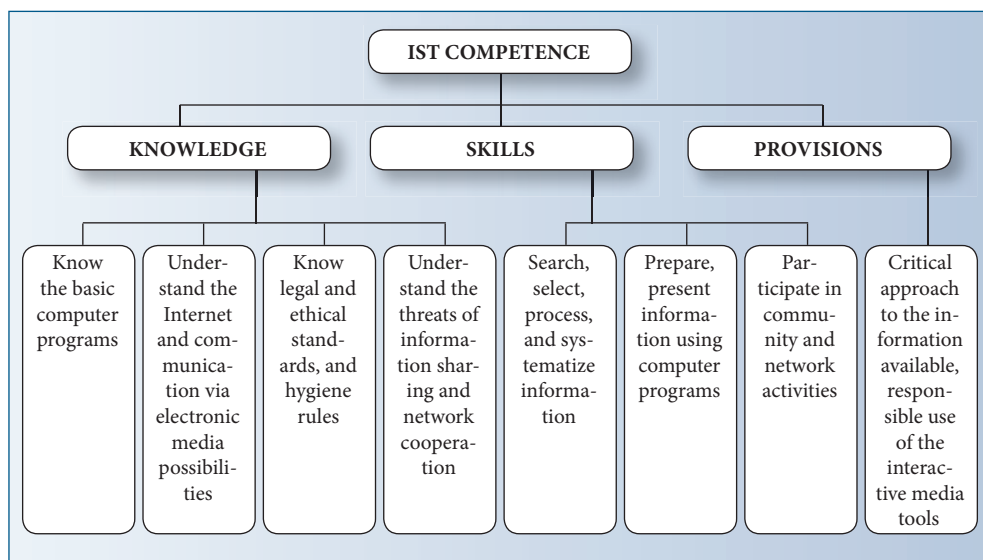 IST COMPETENCE
KNOWLEDGE
SKILLS
PROVISIONS
Know
the basic
computer
programs
Under-
stand the
Internet
and com-
munica-
tion via
electronic
media
possibili-
ties
Know
legal and
ethical
stand-
ards, and
hygiene
rules
Under-
stand the
threats of
informa-
tion shar-
ing and
network
coopera-
tion
Search,
select,
process,
and sys-
tematize
informa-
tion
Prepare,
present
informa-
tion using
computer
programs
Par-
ticipate in
commu-
nity and
network
activities
Critical
approach
to the in-
formation
available,
respon-
sible use
of the
interac-
tive media
tools